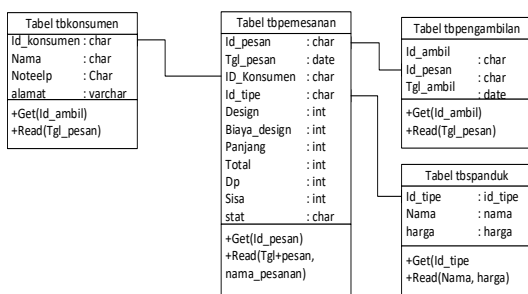 Tabel tbkonsumen
Id_konsumen : char
Nama : char
Noteelp : Char
alamat : varchar
+Get(Id_ambil)
+Read(Tgl_pesan)
Tabel tbpemesanan
Id_pesan : char
Tgl_pesan : date
ID_Konsumen : char
Id_tipe : char
Design : int
Biaya_design : int
Panjang : int
Total : int
Dp : int
Sisa : int
stat : char
+Get(Id_pesan)
+Read(Tgl+pesan,
nama_pesanan)
Tabel tbpengambilan
Id_ambil : char
Id_pesan : char
Tgl_ambil : date
+Get(Id_ambil)
+Read(Tgl_pesan)
Tabel tbspanduk
Id_tipe : id_tipe
Nama : nama
harga : harga
+Get(Id_tipe
+Read(Nama, harga)